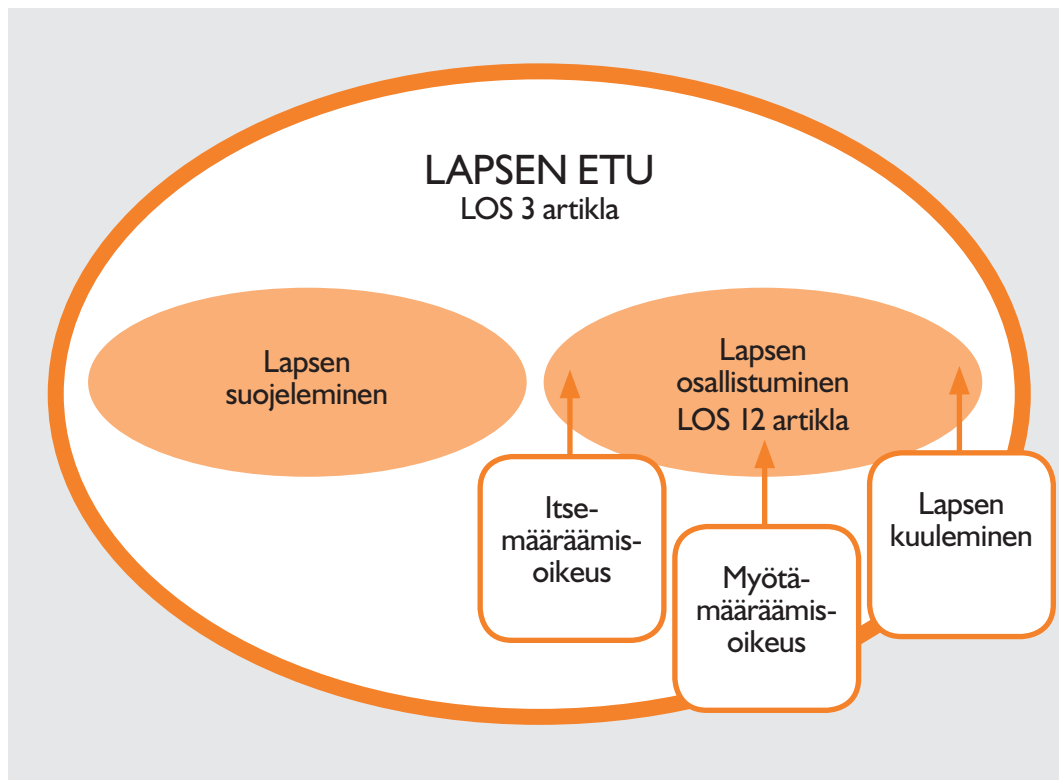 LAPSEN ETU
LOS 3 artikla
Lapsen
suojeleminen
Lapsen
osallistuminen
LOS 12 artikla
Itse-
määräämis-
oikeus
Myötä-
määräämis-
oikeus
Lapsen
kuuleminen